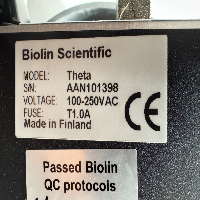 Biolin Scientific
MODEL: Theta
S/N: AAN101398
VOLTAGE: 100-250VAC
FUSE: T1.0A
Made in Finland
CE
Passed Biolin
QC protocols